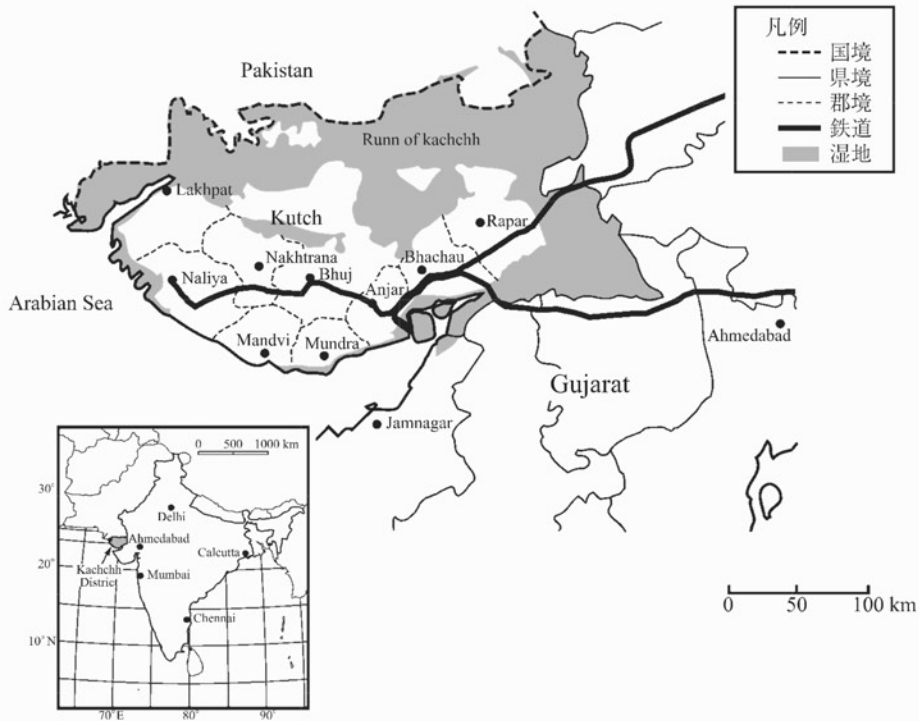 凡例
国境
県境
郡境
鉄道
湿地
Pakistan
Runn of kachchh
Lakhpat
Kutch
Rapar
Nakhtrana
Bhachau
Naliya
Bhuj
Anjar
Arabian Sea
Mandvi
Mundra
Ahmedabad
Gujarat
Jamnagar
0 50 100 km
0 500 1000 km
30°
Delhi
Ahmedabad
Calcutta
Kachchh
District
20°
Mumbai
Chennai
10°N
70°E 80° 90°